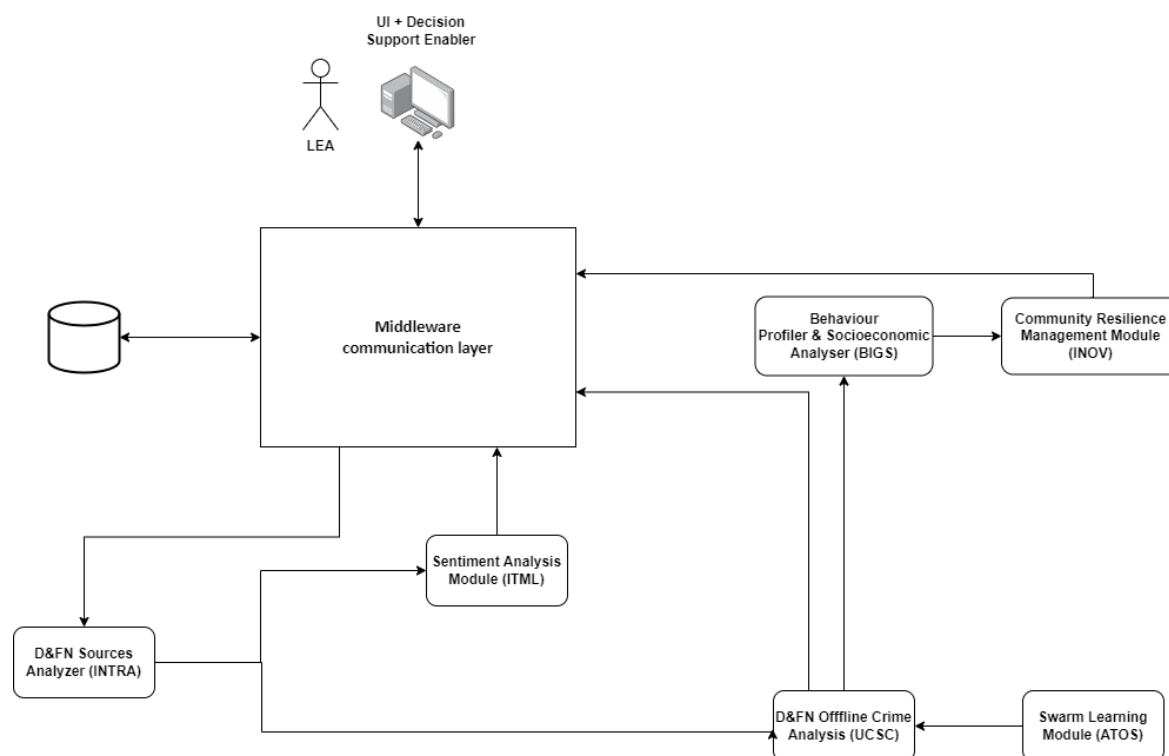 UI + Decision
Support Enabler
LEA
Middleware
communication layer
Behaviour
Profiler & Socioeconomic
Analyser (BIGS)
Community Resilience
Management Module
(INOV)
Sentiment Analysis
Module (ITML)
D&FN Sources
Analyzer (INTRA)
D&FN Offfline Crime
Analysis (UCSC)
Swarm Learning
Module (ATOS)